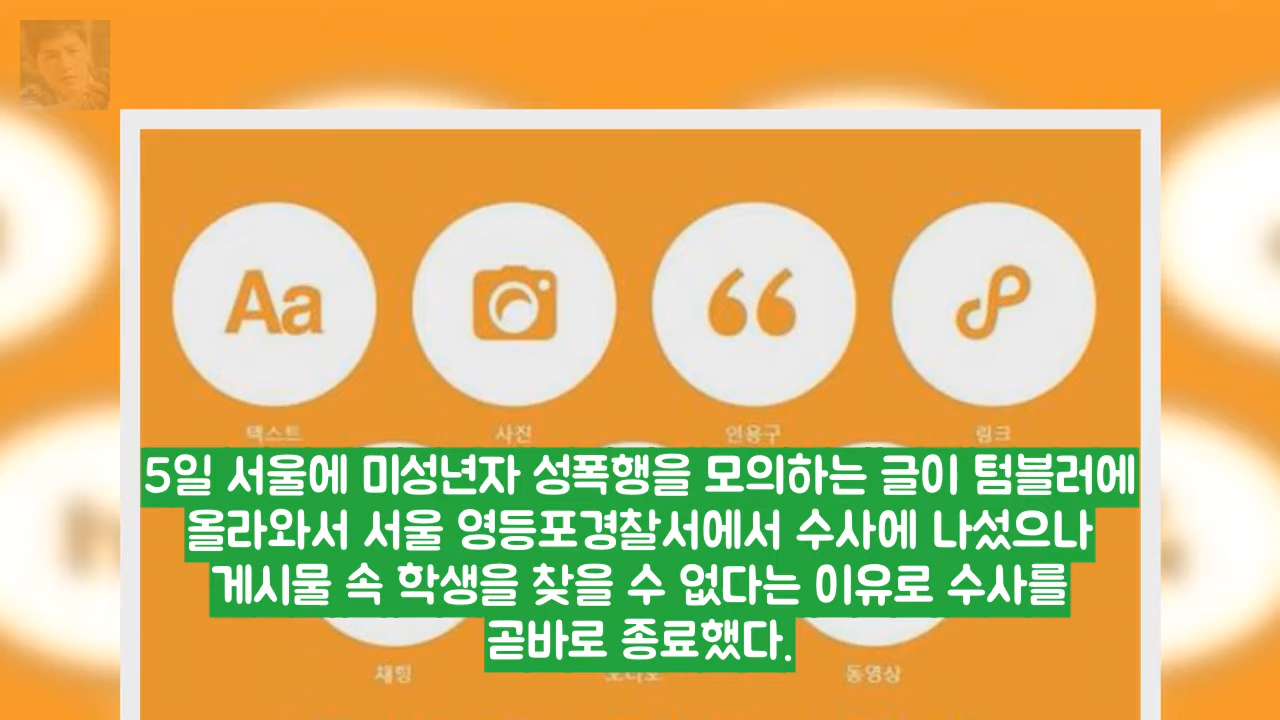 Aa
텍스트
사진
인용구
링크
5일 서울에 미성년자 성폭행을 모의하는 글이 텀블러에
올라와서 서울 영등포경찰서에서 수사에 나섰으나
게시물 속 학생을 찾을 수 없다는 이유로 수사를
곧바로 종료했다.
채팅
동영상